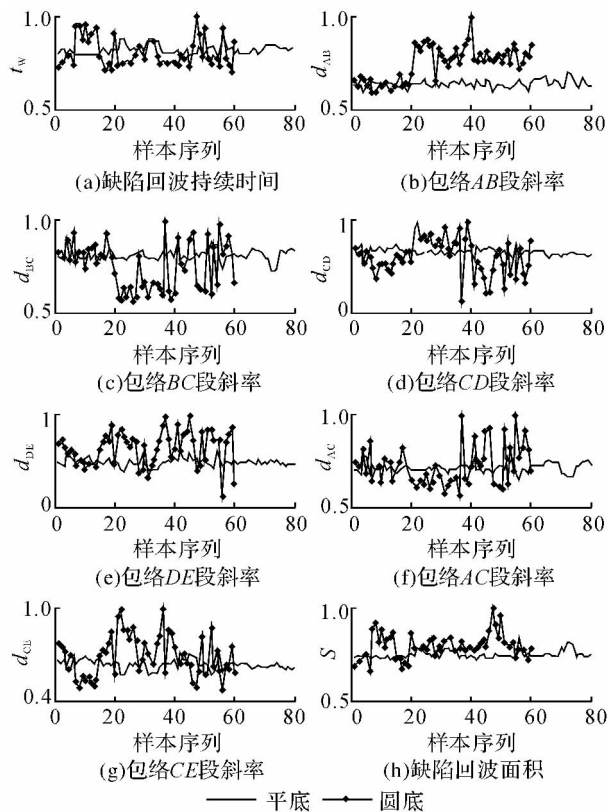 1.0
t_W
0.5
0 20 40 60 80
样本序列
(a)缺陷回波持续时间
1.0
d_AB
0.5
0 20 40 60 80
样本序列
(b)包络AB段斜率
1.0
d_BC
0.5
0 20 40 60 80
样本序列
(c)包络BC段斜率
1
d_CD
0
0 20 40 60 80
样本序列
(d)包络CD段斜率
1
d_DE
0
0 20 40 60 80
样本序列
(e)包络DE段斜率
1.0
d_AC
0.5
0 20 40 60 80
样本序列
(f)包络AC段斜率
1.0
d_CE
0.4
0 20 40 60 80
样本序列
(g)包络CE段斜率
1.0
S
0.5
0 20 40 60 80
样本序列
(h)缺陷回波面积
平底 圆底